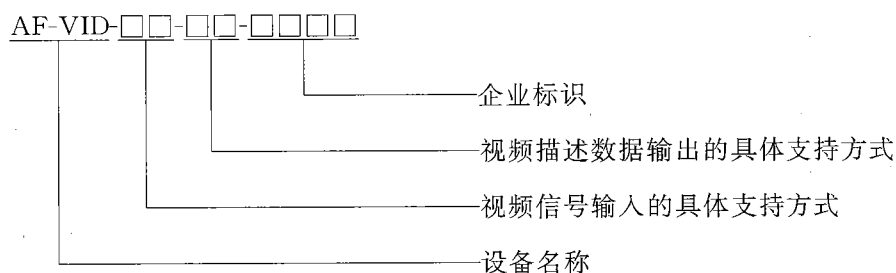 AF-VID-□□-□□-□□□□
企业标识
视频描述数据输出的具体支持方式
视频信号输入的具体支持方式
设备名称